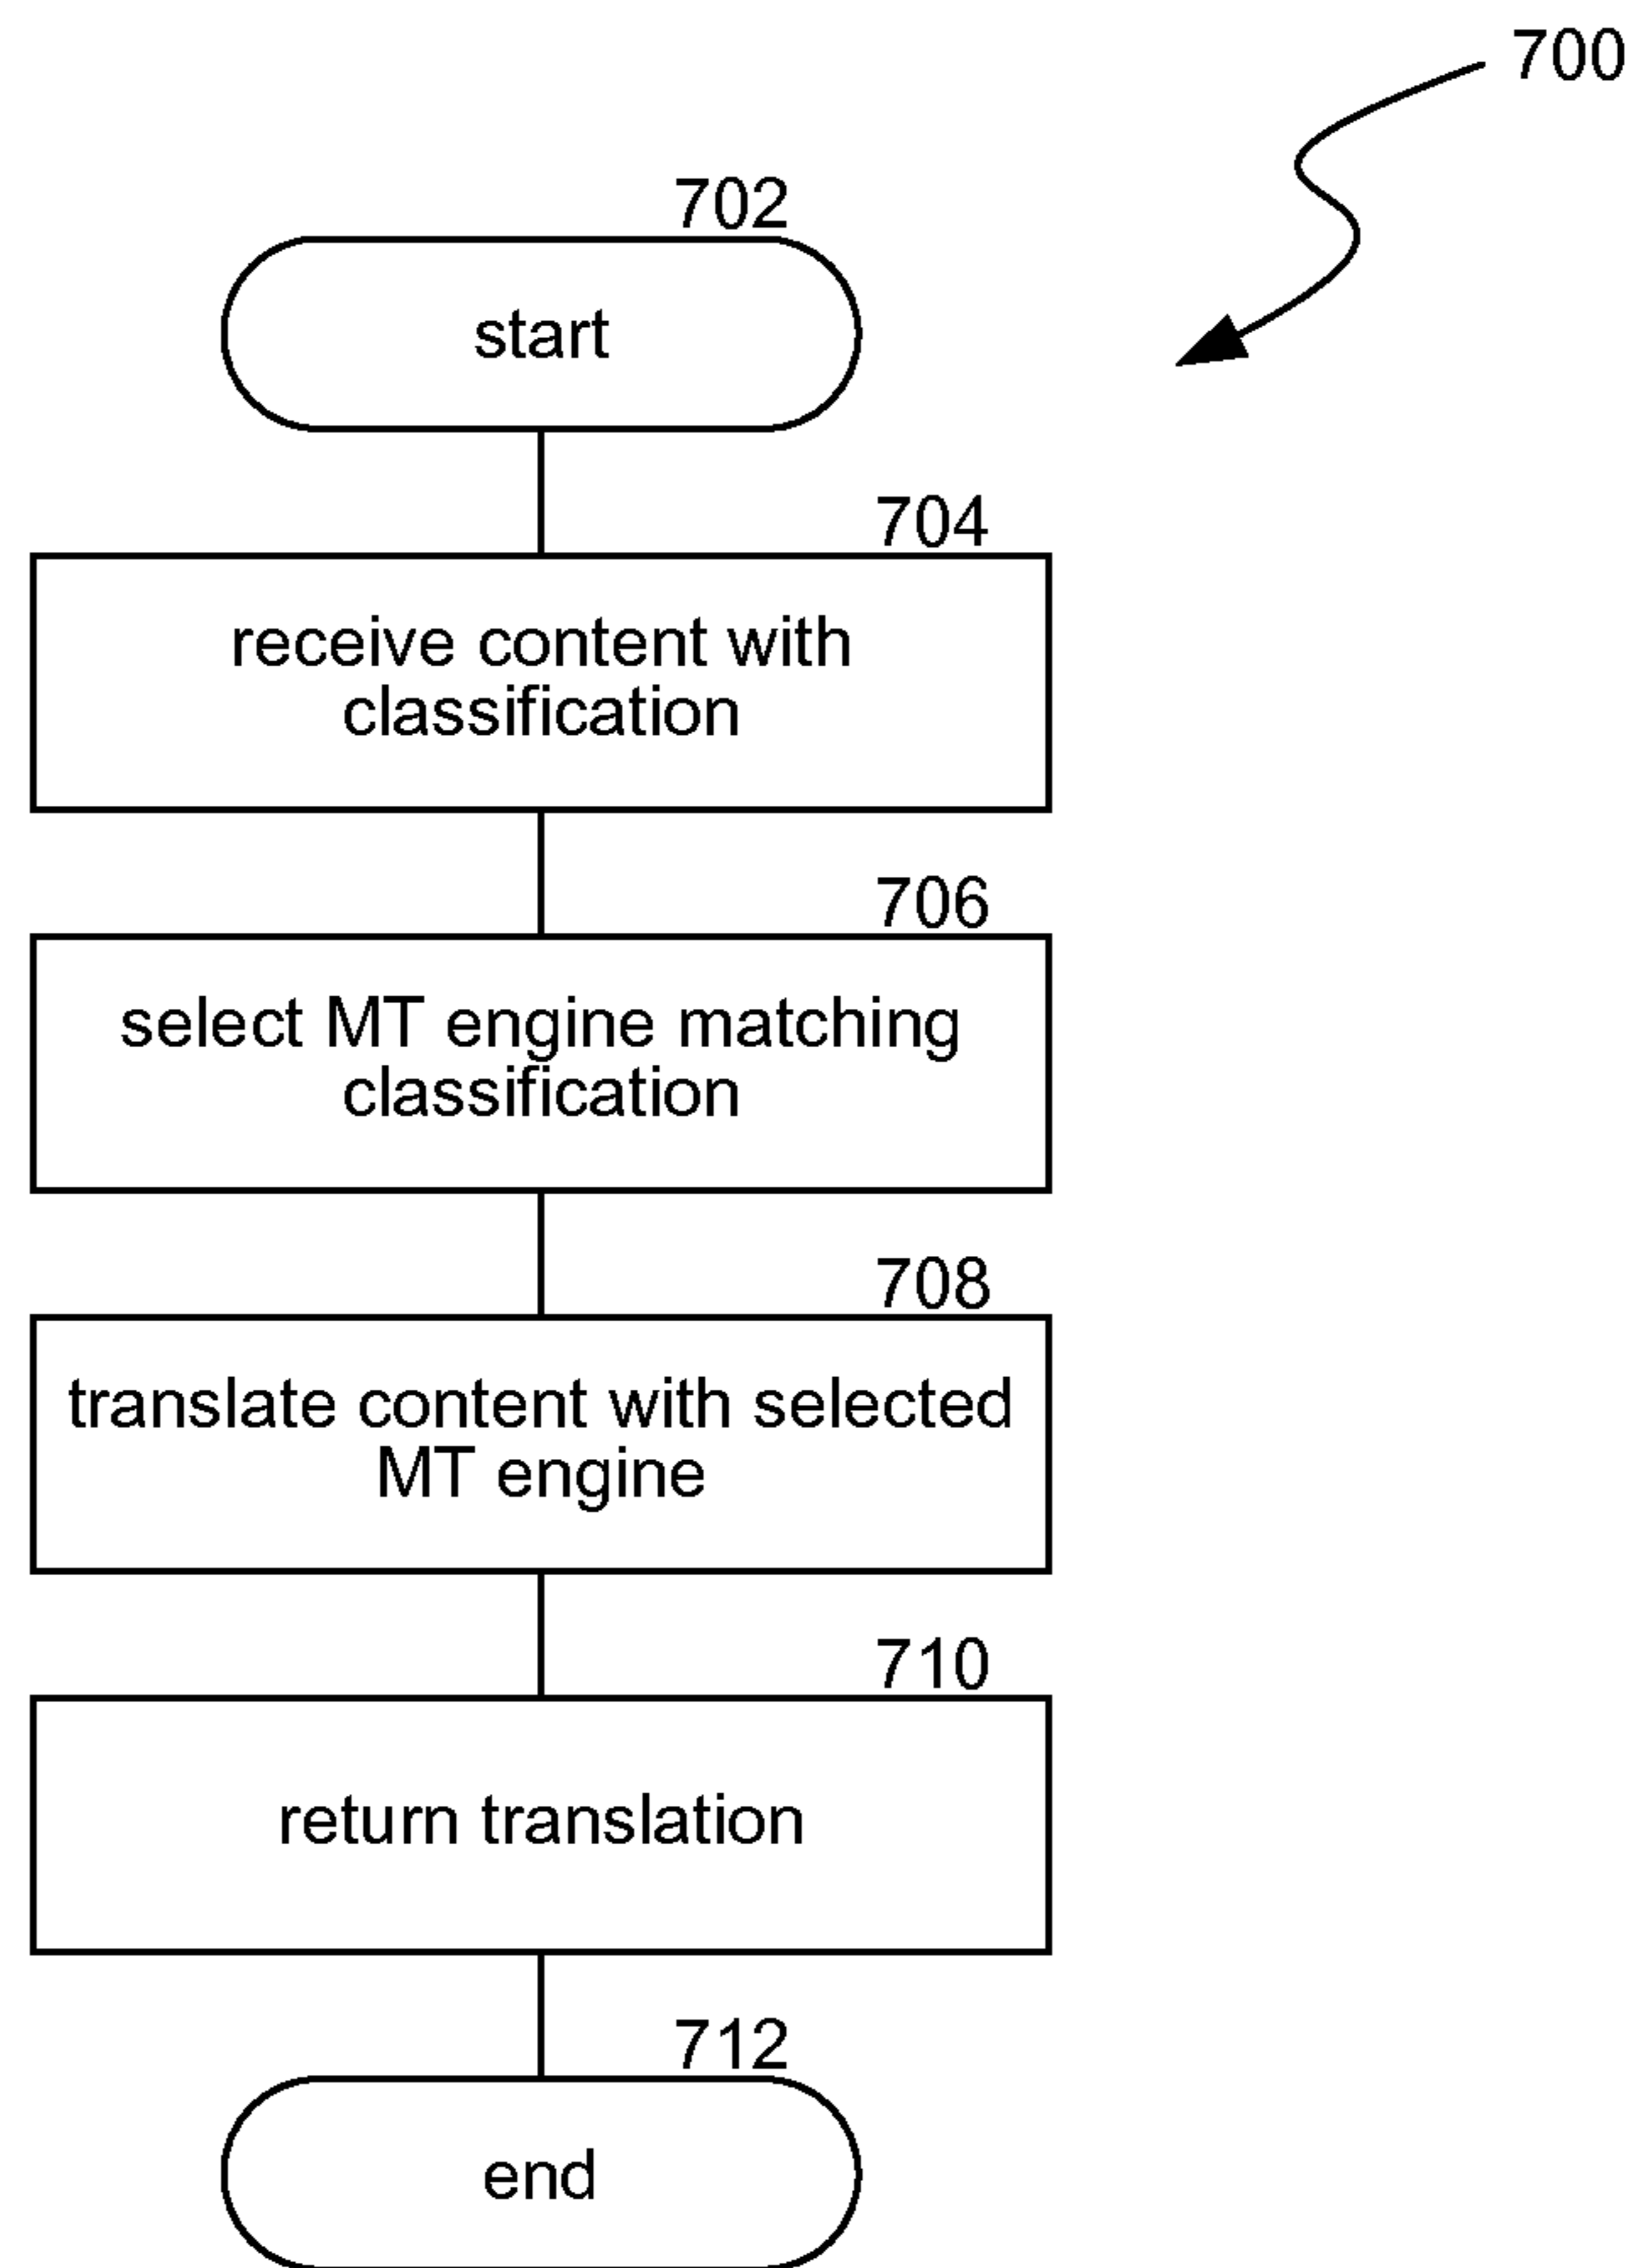 700
702
start
704
receive content with
classification
706
select MT engine matching
classification
708
translate content with selected
MT engine
710
return translation
712
end